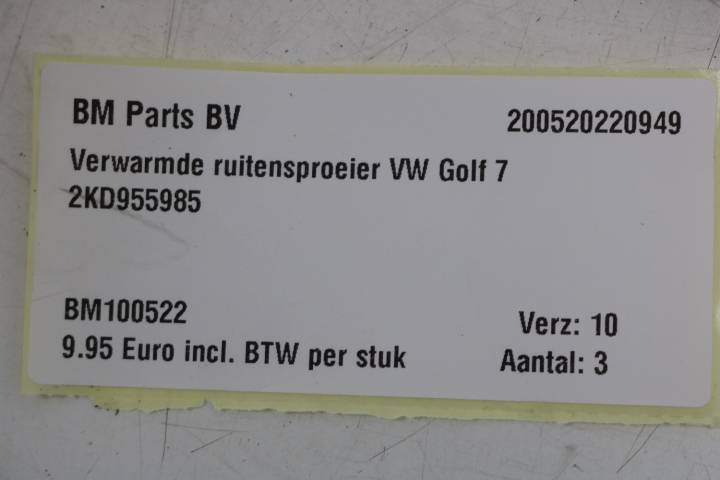 BM Parts BV 200520220949
Verwarmde ruitensproeier VW Golf 7
2KD955985
BM100522 Verz: 10
9.95 Euro incl. BTW per stuk Aantal: 3